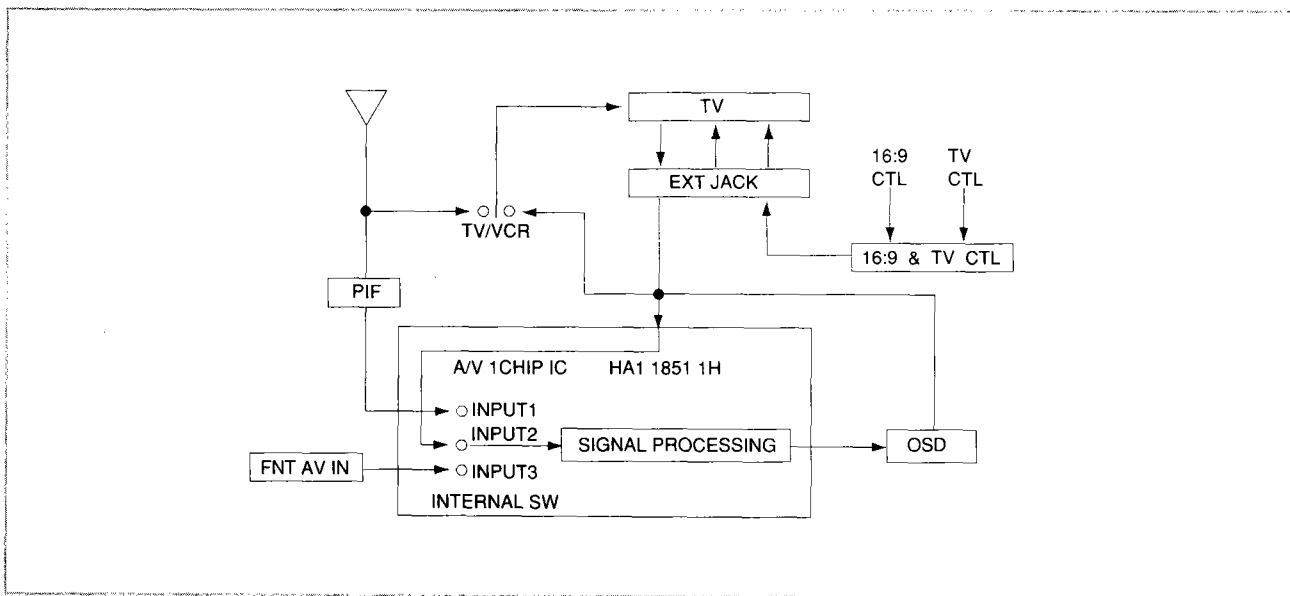 TV
16:9
CTL
TV
CTL
EXT JACK
TV/VCR
16:9 & TV CTL
PIF
A/V 1CHIP IC
HA1 1851 1H
INPUT1
INPUT2
SIGNAL PROCESSING
OSD
FNT AV IN
INPUT3
INTERNAL SW